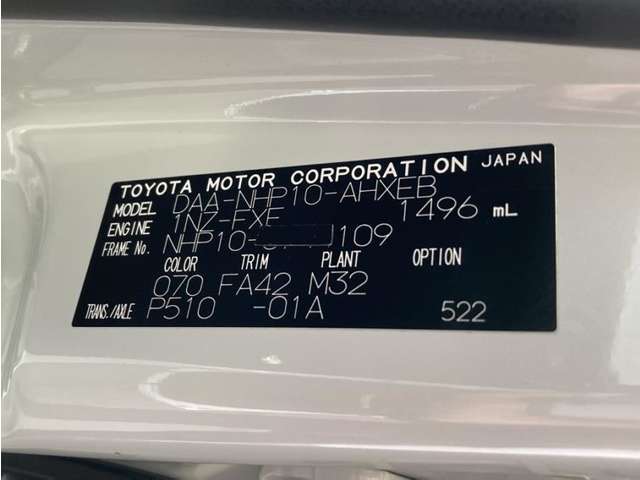 TOYOTA MOTOR CORPORATION JAPAN
MODEL DAA-NHP10-AHXEB
ENGINE 1NZ-FXE 1496 mL
FRAME No. NHP10- 109
COLOR TRIM PLANT OPTION
070 FA42 M32
TRANS./AXLE P510 -01A 522